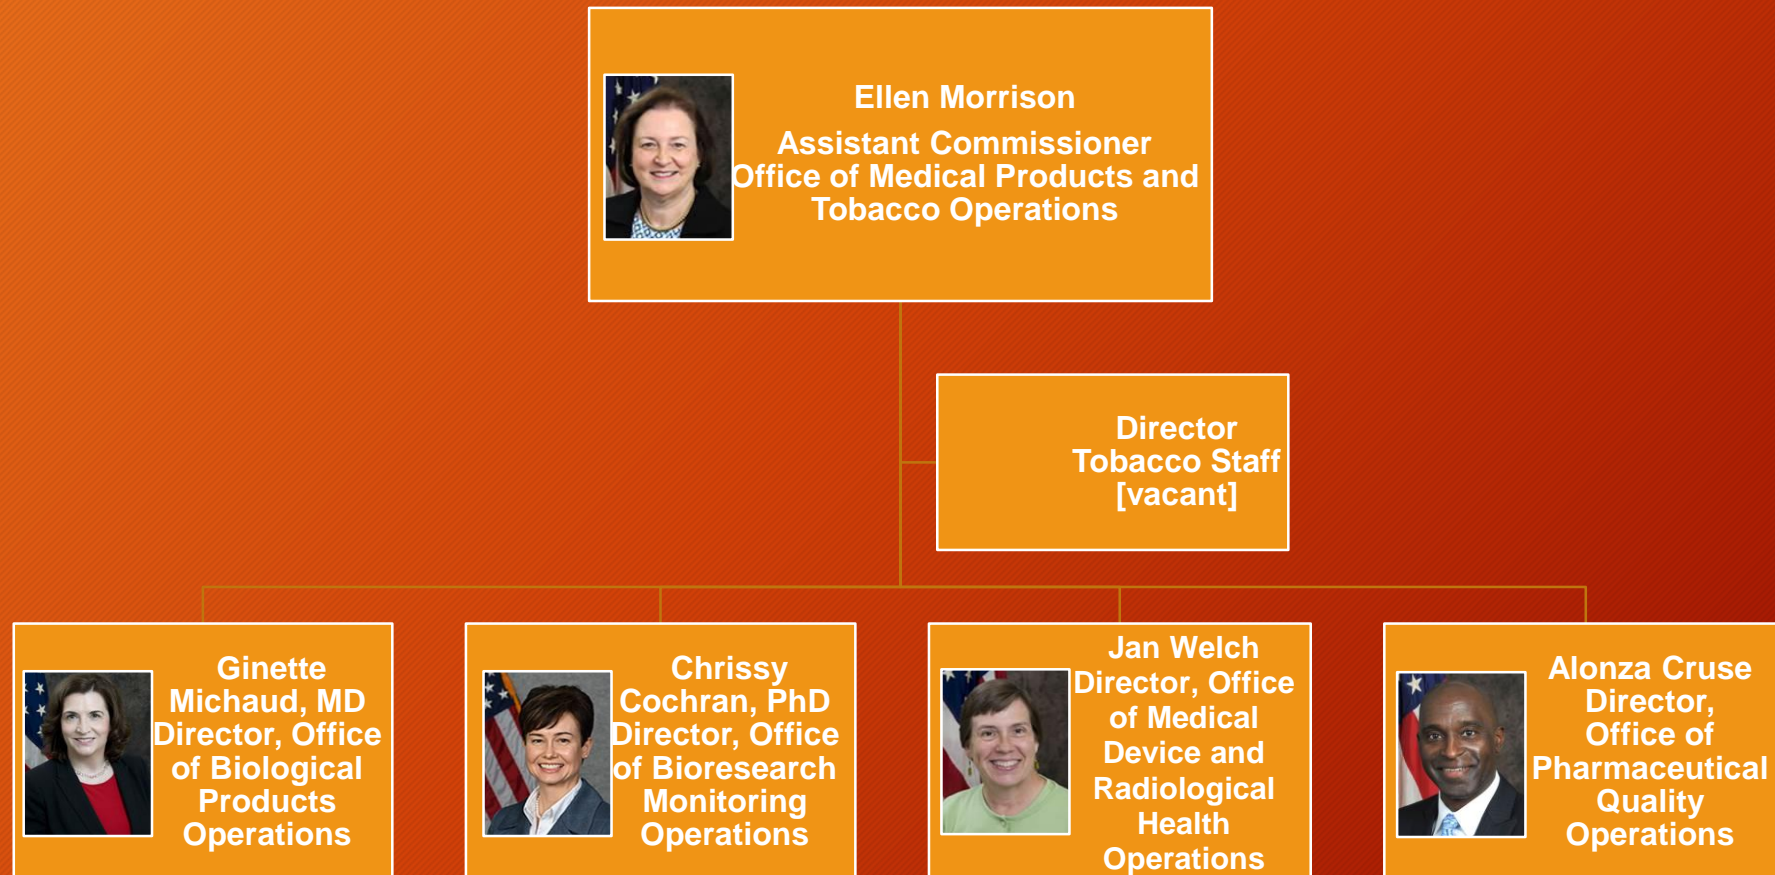 Ellen Morrison
Assistant Commissioner
Office of Medical Products and
Tobacco Operations
Director
Tobacco Staff
[vacant]
Ginette
Michaud, MD
Director, Office
of Biological
Products
Operations
Chrissy
Cochran, PhD
Director, Office
of Bioresearch
Monitoring
Operations
Jan Welch
Director, Office
of Medical
Device and
Radiological
Health
Operations
Alonza Cruse
Director,
Office of
Pharmaceutical
Quality
Operations